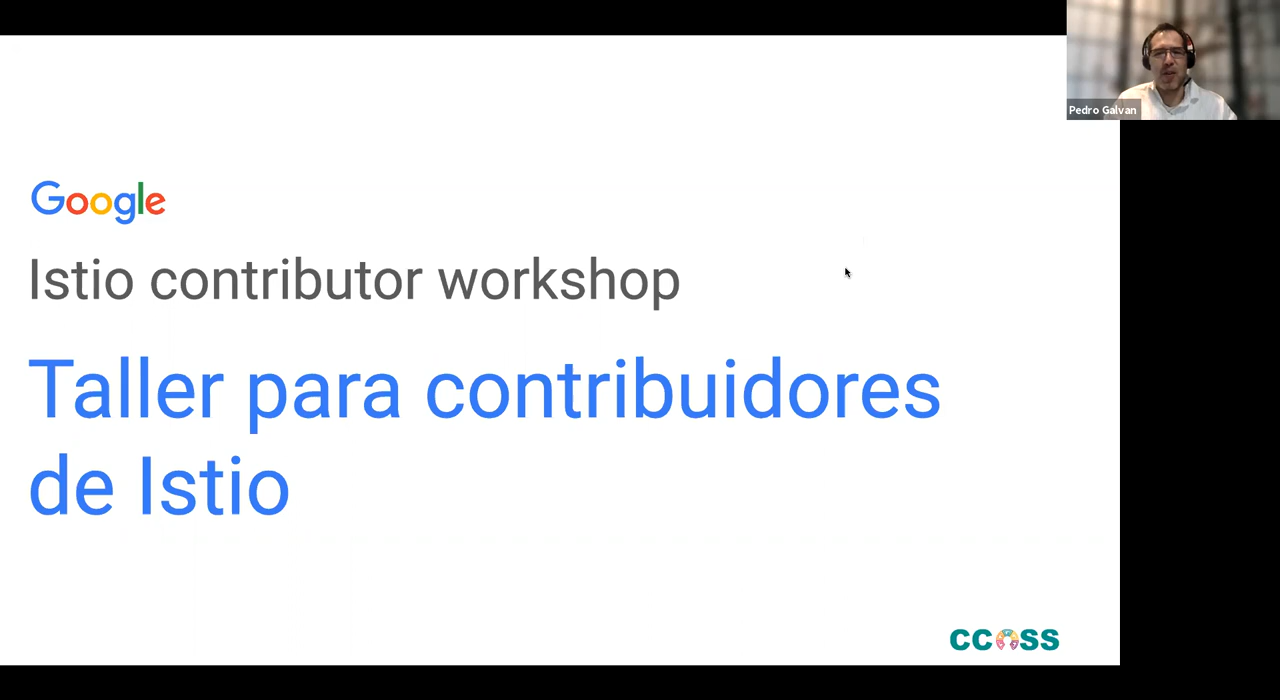 Pedro Galvan
Google
Istio contributor workshop
Taller para contribuidores
de Istio
CCOSS